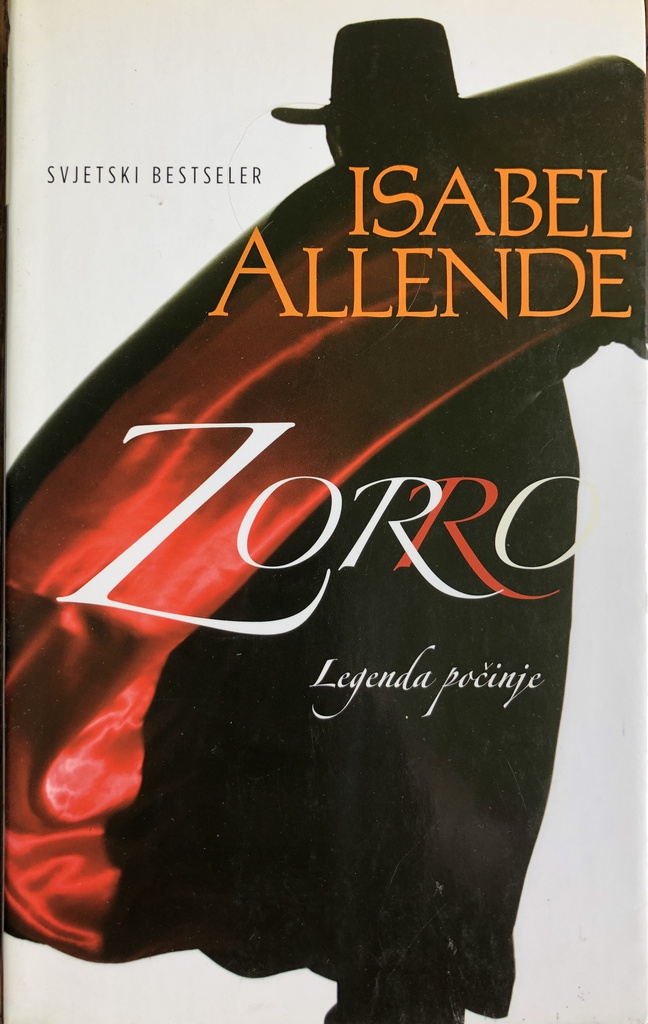 SVJETSKI BESTSELER
ISABEL
ALLENDE
ZORRO
Legenda počinje